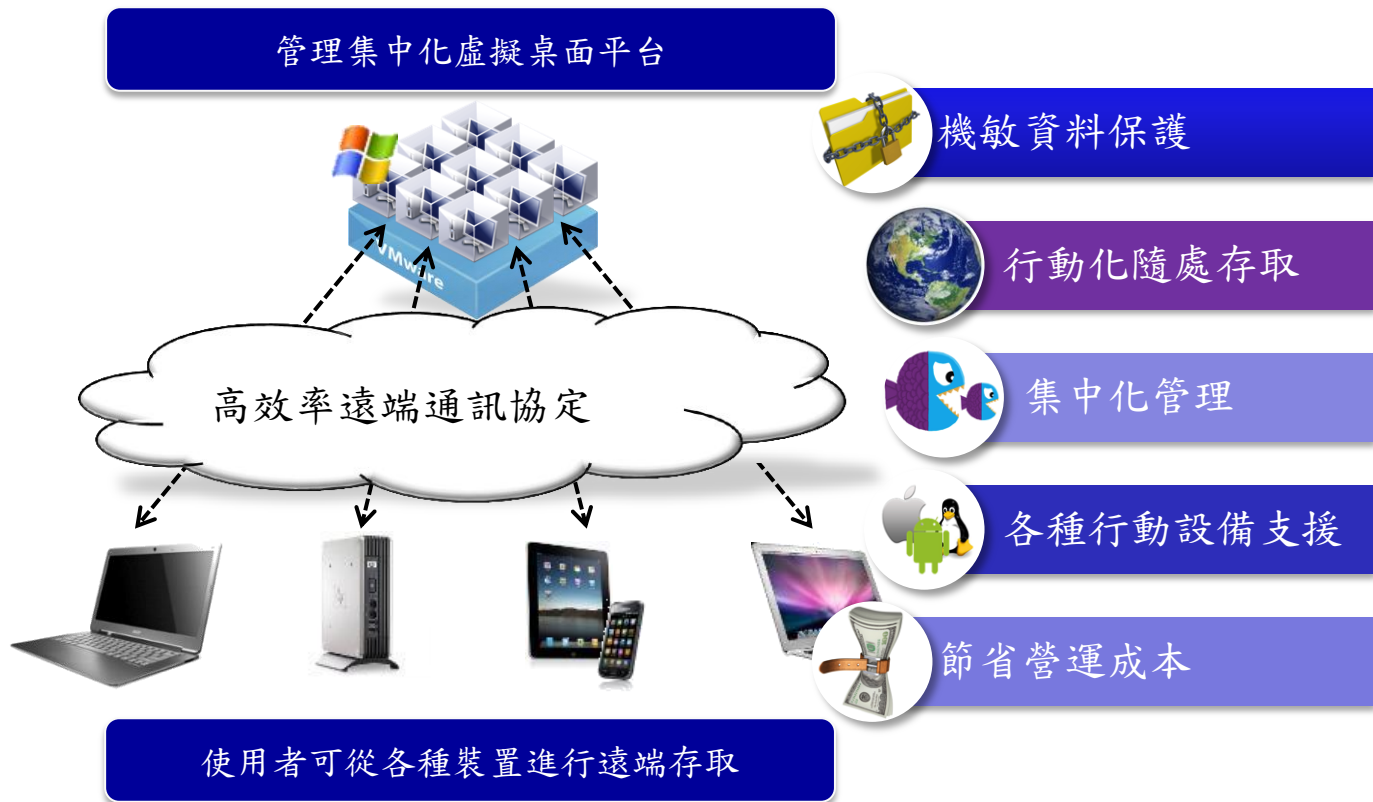 管理集中化虛擬桌面平台
VMware
高效率遠端通訊協定
使用者可從各種裝置進行遠端存取
機敏資料保護
行動化隨處存取
集中化管理
各種行動設備支援
節省營運成本